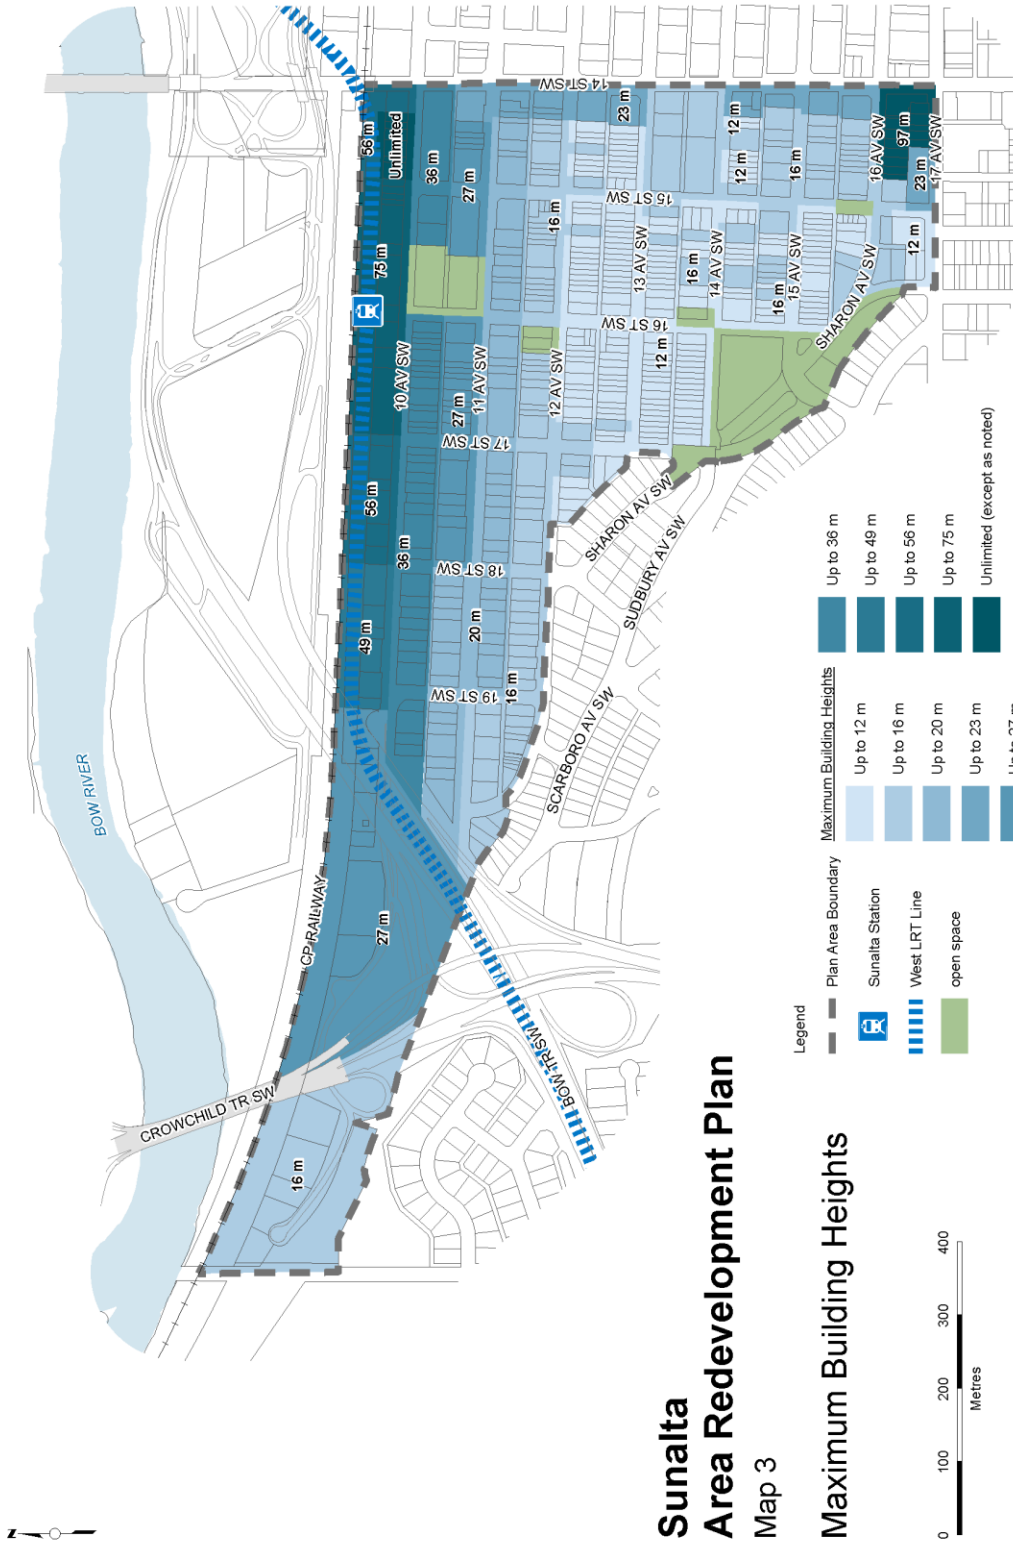 Sunalta
Area Redevelopment Plan
Map 3
Maximum Building Heights
0 100 200 300 400
Metres
Legend
Plan Area Boundary
Sunalta Station
West LRT Line
open space
Maximum Building Heights
Up to 12 m
Up to 16 m
Up to 20 m
Up to 23 m
Up to 27 m
Up to 36 m
Up to 49 m
Up to 56 m
Up to 75 m
Unlimited (except as noted)
BOW RIVER
CROWCHILD TR SW
CP RAILWAY
BOW TR SW
16 m
27 m
49 m
56 m
75 m
56 m
Unlimited
36 m
36 m
27 m
27 m
20 m
16 m
16 m
12 m
16 m
16 m
12 m
12 m
16 m
23 m
97 m
23 m
12 m
10 AV SW
11 AV SW
12 AV SW
13 AV SW
14 AV SW
15 AV SW
16 AV SW
17 AV SW
14 ST SW
15 ST SW
16 ST SW
17 ST SW
18 ST SW
19 ST SW
SHARON AV SW
SHARON AV SW
SUDBURY AV SW
SCARBORO AV SW